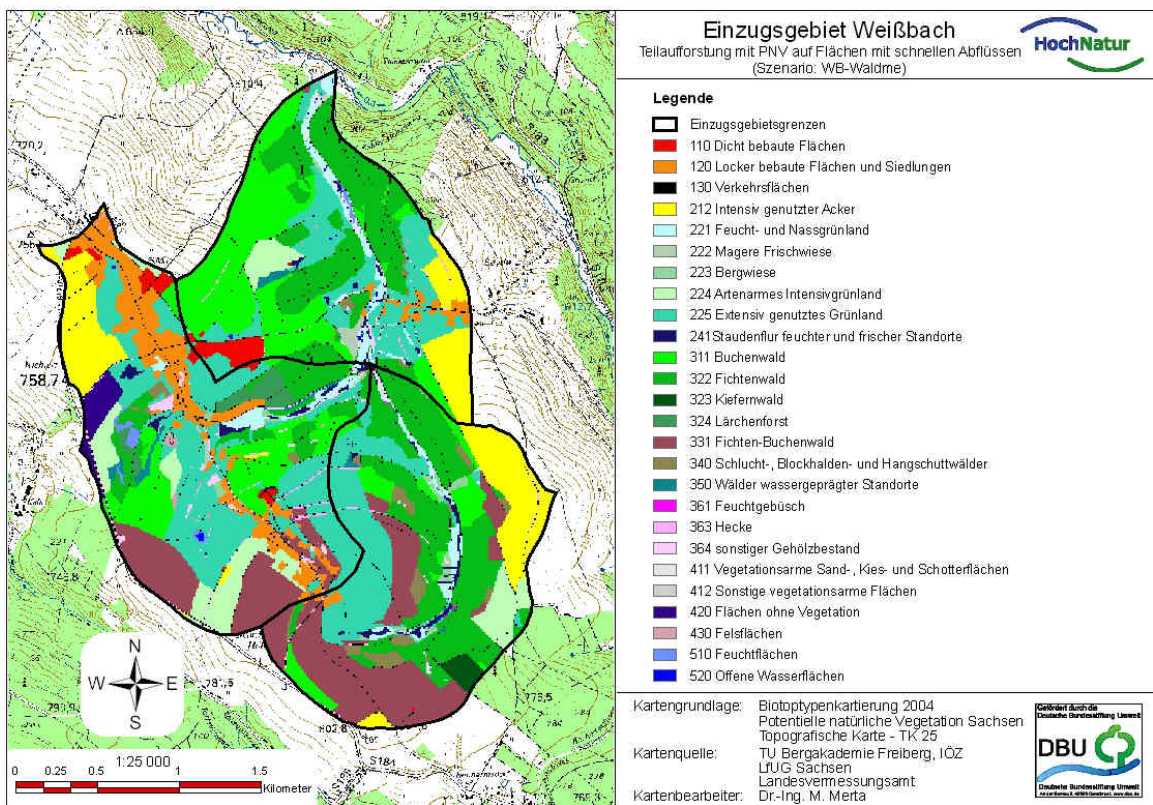 Einzugsgebiet Weißbach
Teilaufforstung mit PNV auf Flächen mit schnellen Abflüssen
(Szenario: WB-Waldme)
HochNatur
Legende
Einzugsgebietsgrenzen
110 Dicht bebaute Flächen
120 Locker bebaute Flächen und Siedlungen
130 Verkehrsflächen
212 Intensiv genutzter Acker
221 Feucht- und Nassgrünland
222 Magere Frischwiese
223 Bergwiese
224 Artenarmes Intensivgrünland
225 Extensiv genutztes Grünland
241 Staudenflur feuchter und frischer Standorte
311 Buchenwald
322 Fichtenwald
323 Kiefernwald
324 Lärchenforst
331 Fichten-Buchenwald
340 Schlucht-, Blockhalden- und Hangschuttwälder
350 Wälder wassergeprägter Standorte
361 Feuchtgebüsch
363 Hecke
364 sonstiger Gehölzbestand
411 Vegetationsarme Sand-, Kies- und Schotterflächen
412 Sonstige vegetationsarme Flächen
420 Flächen ohne Vegetation
430 Felsflächen
510 Feuchtflächen
520 Offene Wasserflächen
Kartengrundlage: Biotoptypenkartierung 2004
Potentielle natürliche Vegetation Sachsen
Topografische Karte - TK 25
Kartenquelle: TU Bergakademie Freiberg, IÖZ
LfUG Sachsen
Landesvermessungsamt
Kartenbearbeiter: Dr.-Ing. M. Merta
Gefördert durch die
Deutsche Bundesstiftung Umwelt
DBU
Deutsche Bundesstiftung Umwelt
758,7
S184
N
W E
S
1:25 000
0 0.25 0.5 1 1.5
Kilometer